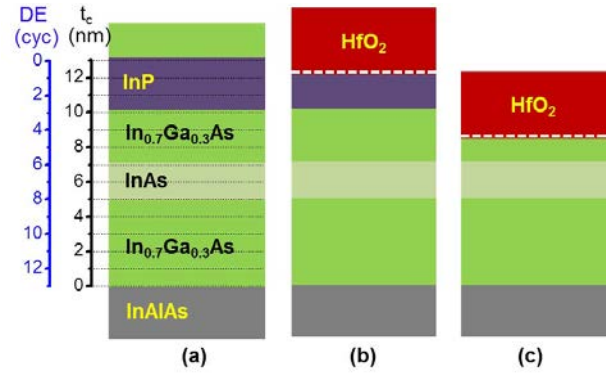 DE t_c
(cyc) (nm)
0
2
4
6
8
10
12
12
10
8
6
4
2
0
InP
In₀.₇Ga₀.₃As
InAs
In₀.₇Ga₀.₃As
InAlAs
HfO₂
HfO₂
(a) (b) (c)